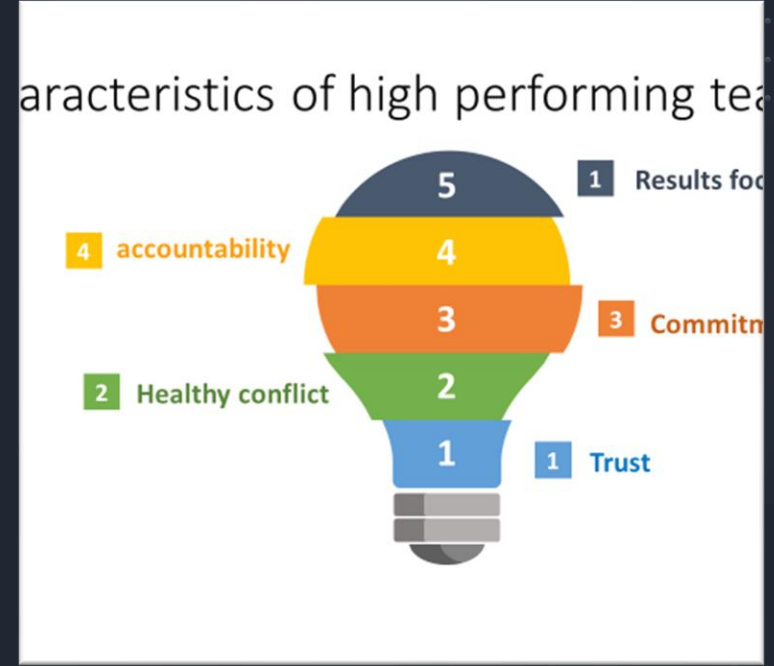 aracteristics of high performing tea
5
1 Results foc
4 accountability
4
3
3 Commitm
2 Healthy conflict
2
1
1 Trust